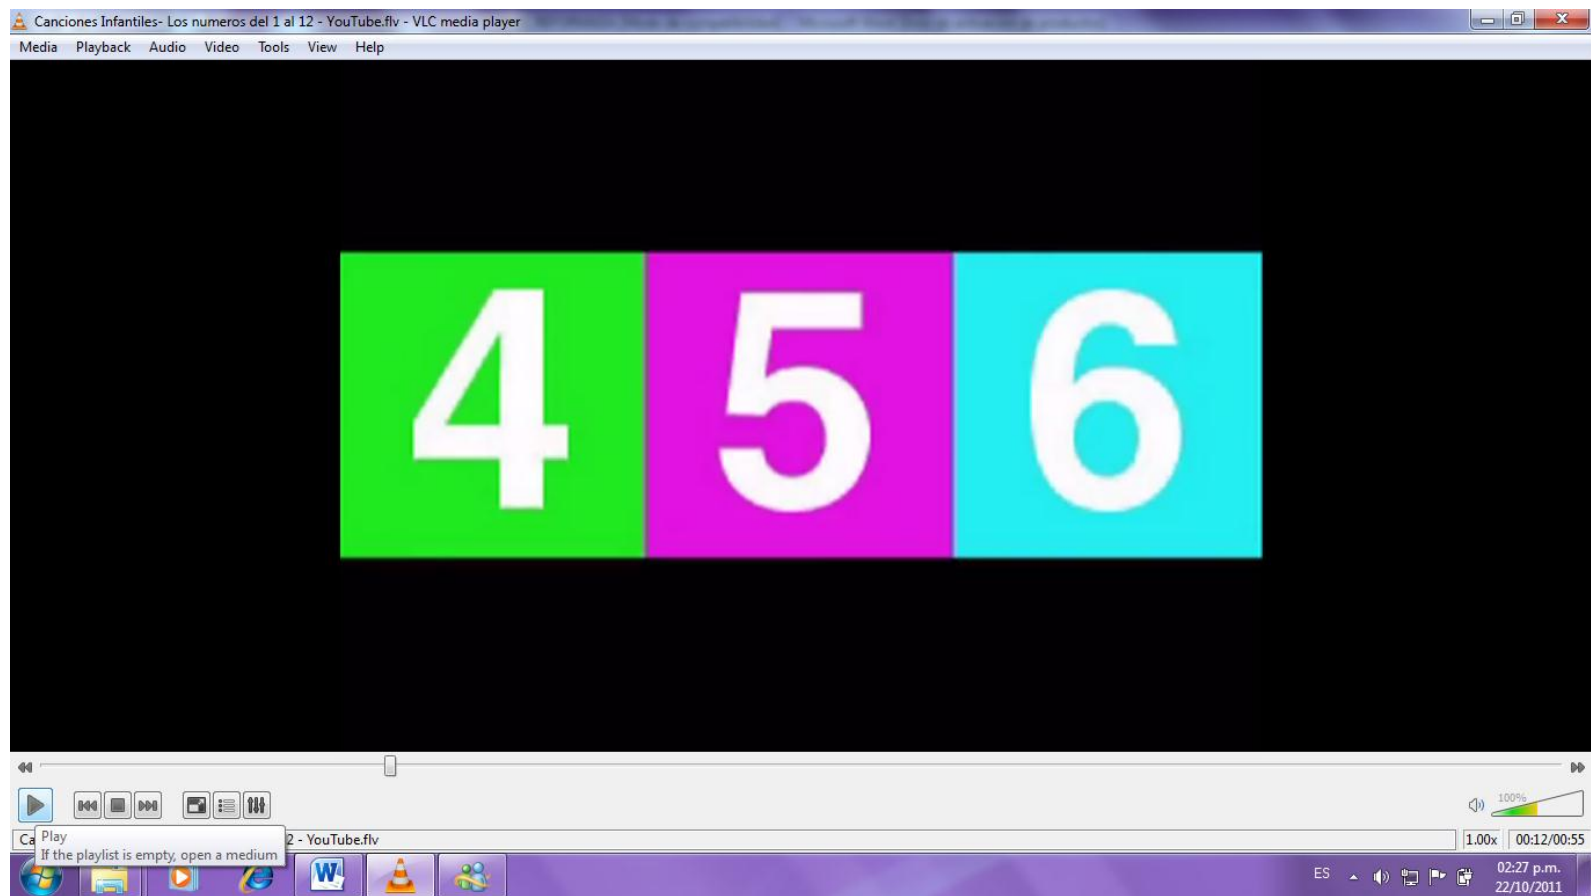 Canciones Infantiles- Los numeros del 1 al 12 - YouTube.flv - VLC media player
Media Playback Audio Video Tools View Help
4 5 6
100%
Play
If the playlist is empty, open a medium
Ca 2 - YouTube.flv
1.00x 00:12/00:55
W
ES 02:27 p.m.
22/10/2011